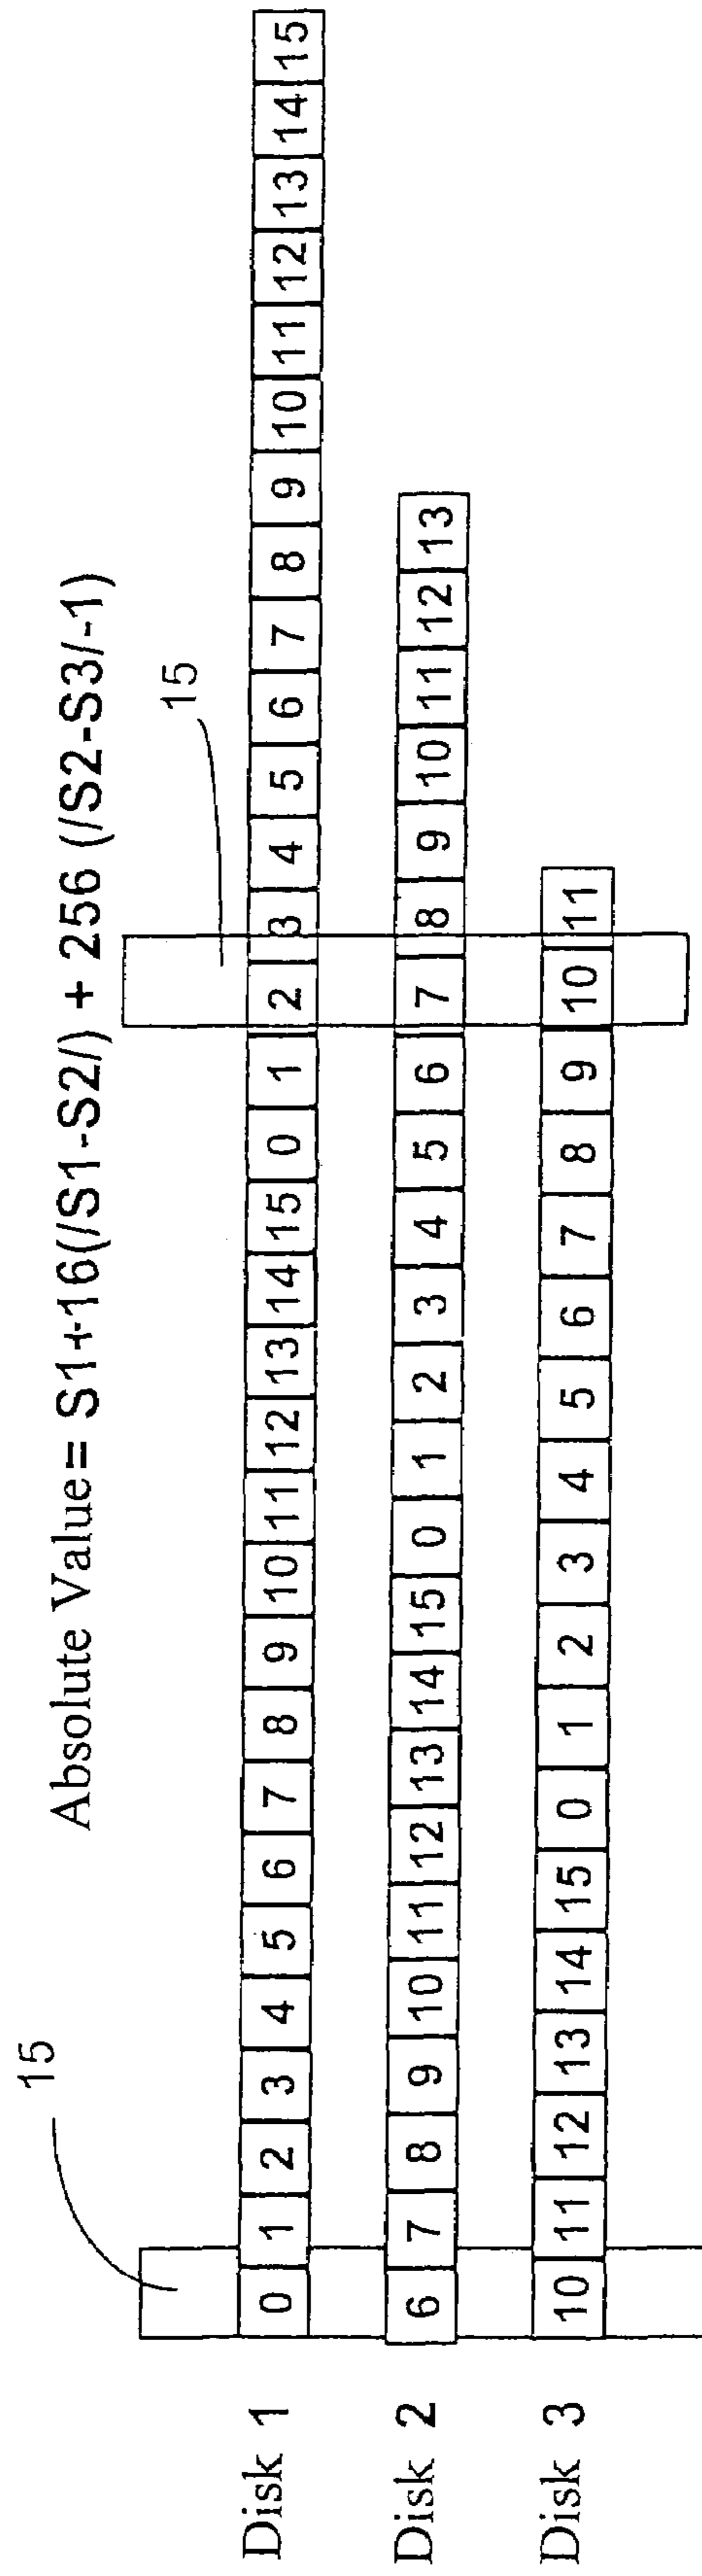 Absolute Value= S1+16(/S1-S2/) + 256 (/S2-S3/-1)
15
15
Disk 1 0 1 2 3 4 5 6 7 8 9 10 11 12 13 14 15 0 1 2 3 4 5 6 7 8 9 10 11 12 13 14 15
Disk 2 6 7 8 9 10 11 12 13 14 15 0 1 2 3 4 5 6 7 8 9 10 11 12 13
Disk 3 10 11 12 13 14 15 0 1 2 3 4 5 6 7 8 9 10 11